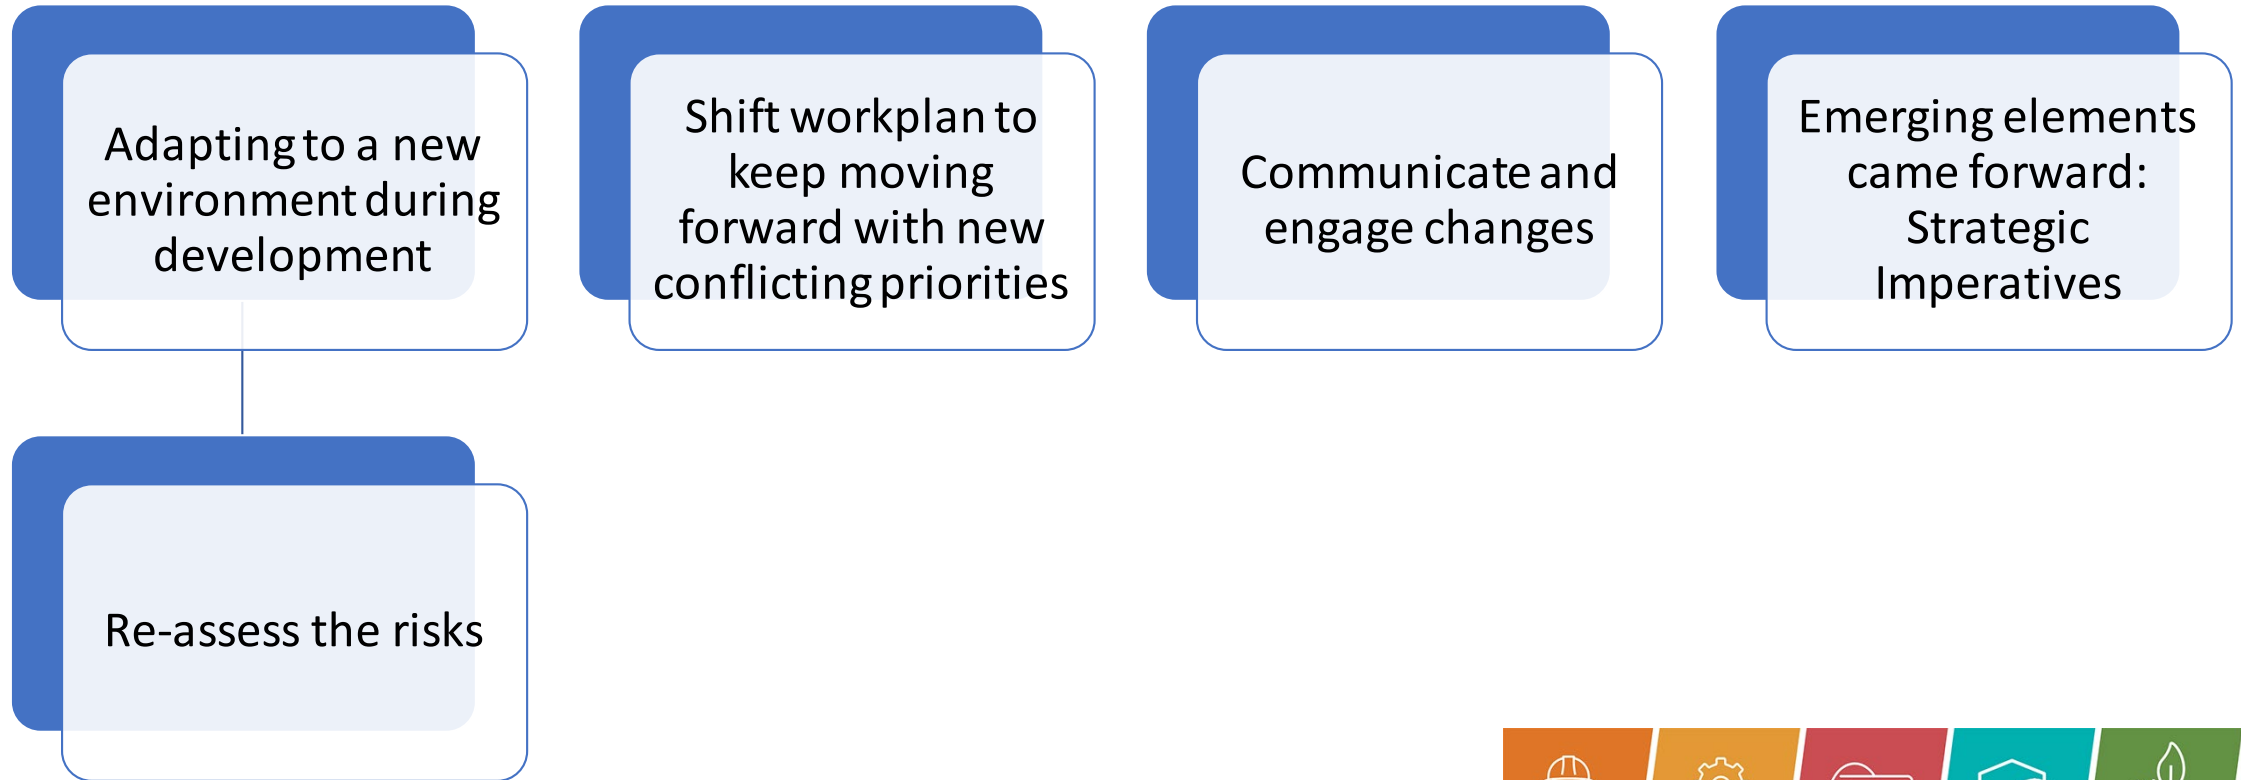 Adapting to a new
environment during
development
Shift workplan to
keep moving
forward with new
conflicting priorities
Communicate and
engage changes
Emerging elements
came forward:
Strategic
Imperatives
Re-assess the risks